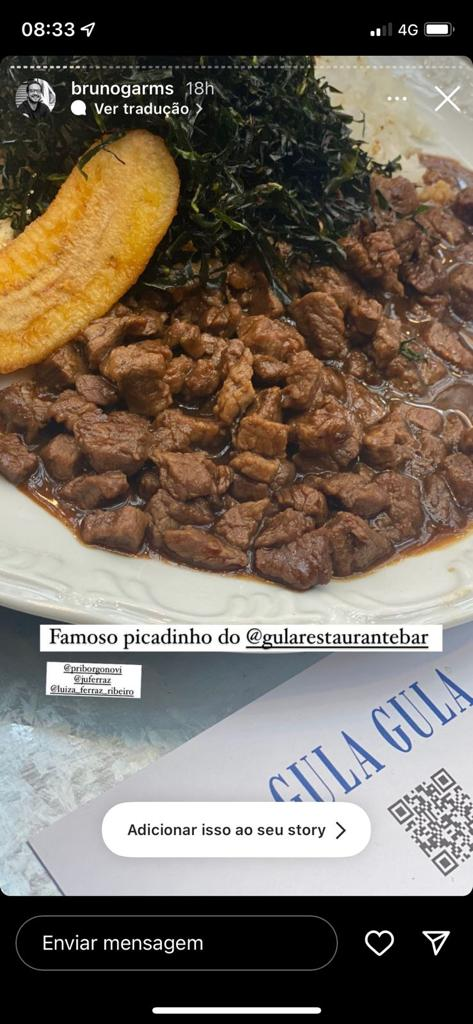 08:33
4G
brunogarms 18h
Ver tradução
Famoso picadinho do @gularestaurantebar
@priborgonovi
@juferraz
@luiza_ferraz_ribeiro
GULA GULA
Adicionar isso ao seu story
Enviar mensagem